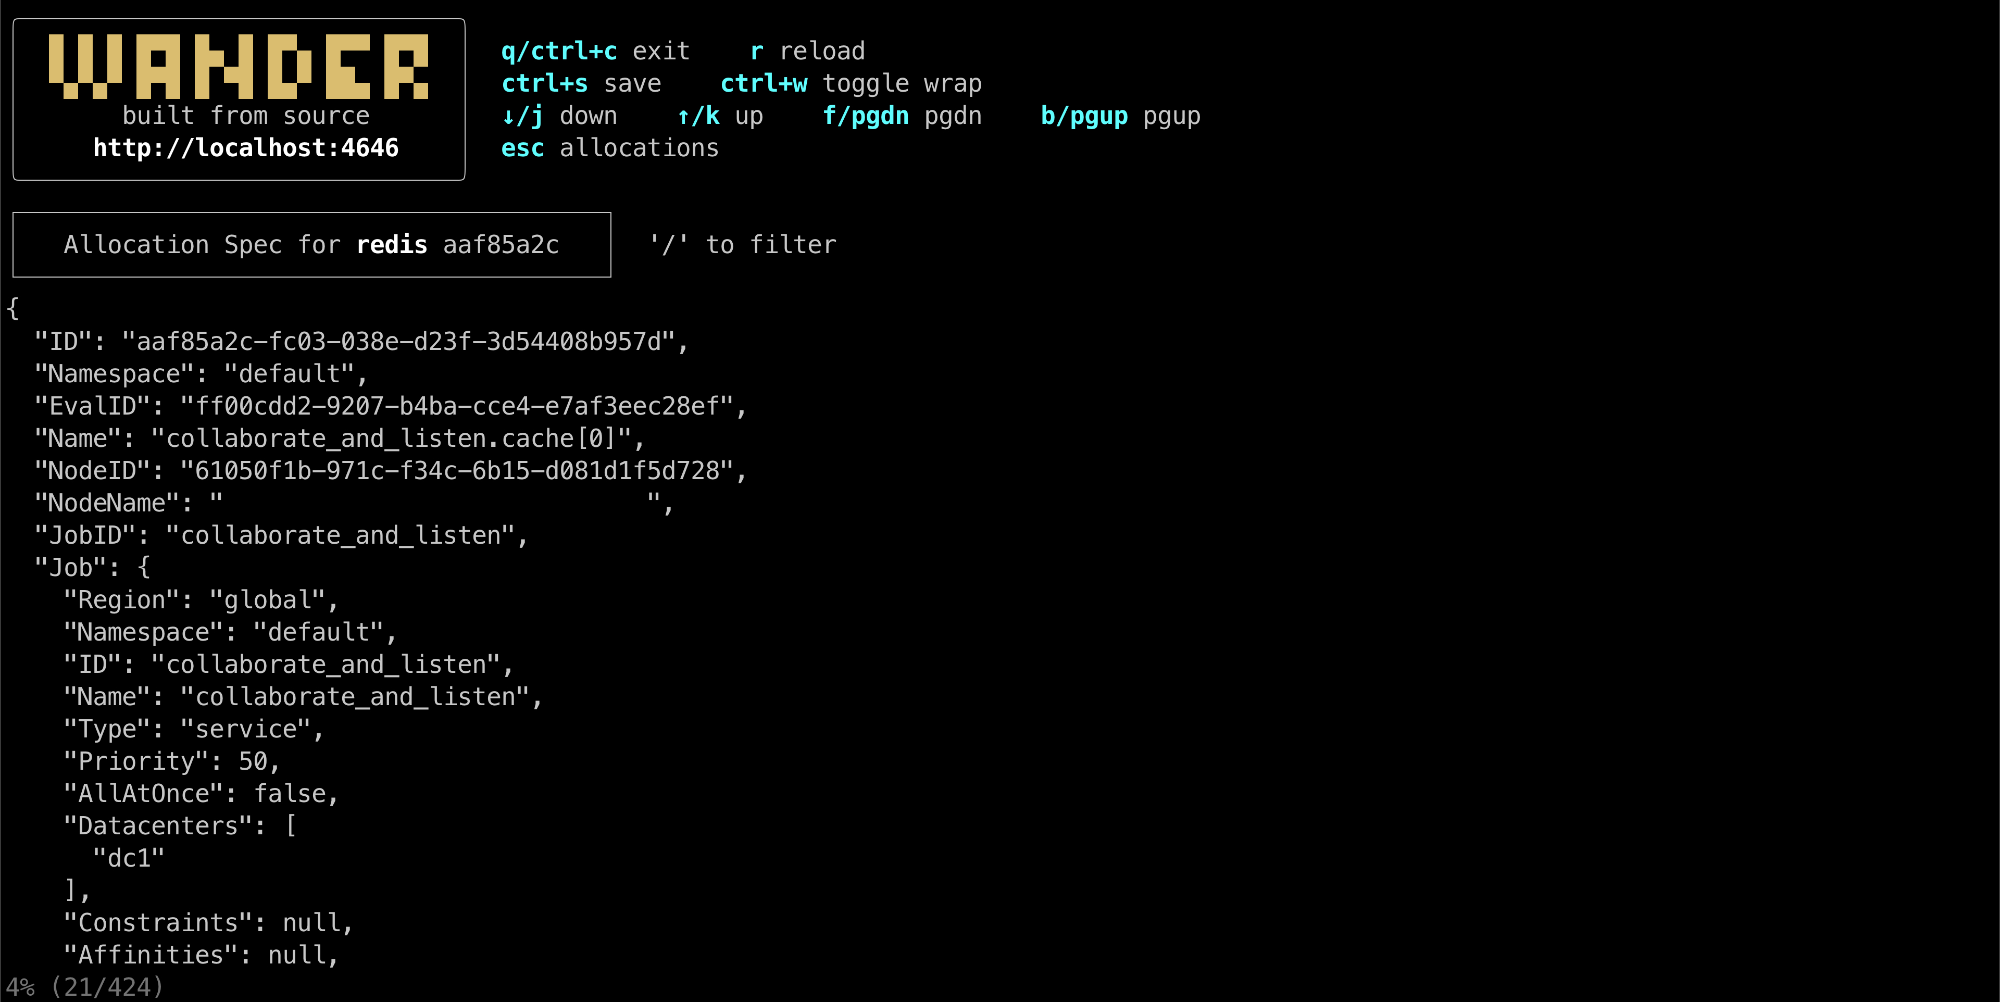 WANDER
built from source
http://localhost:4646
q/ctrl+c exit    r reload
ctrl+s save    ctrl+w toggle wrap
↓/j down    ↑/k up    f/pgdn pgdn    b/pgup pgup
esc allocations
Allocation Spec for redis aaf85a2c
'/' to filter
{
  "ID": "aaf85a2c-fc03-038e-d23f-3d54408b957d",
  "Namespace": "default",
  "EvalID": "ff00cdd2-9207-b4ba-cce4-e7af3eec28ef",
  "Name": "collaborate_and_listen.cache[0]",
  "NodeID": "61050f1b-971c-f34c-6b15-d081d1f5d728",
  "NodeName": "                             ",
  "JobID": "collaborate_and_listen",
  "Job": {
    "Region": "global",
    "Namespace": "default",
    "ID": "collaborate_and_listen",
    "Name": "collaborate_and_listen",
    "Type": "service",
    "Priority": 50,
    "AllAtOnce": false,
    "Datacenters": [
      "dc1"
    ],
    "Constraints": null,
    "Affinities": null,
4% (21/424)